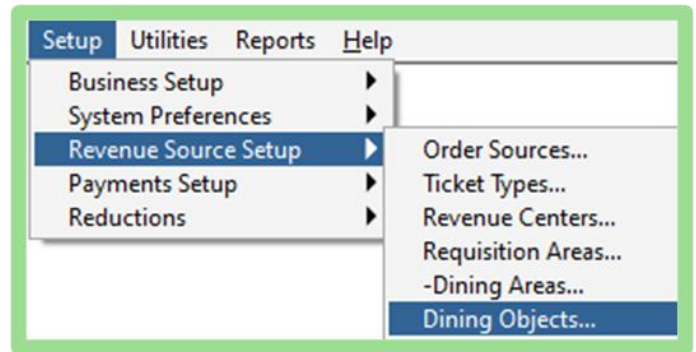 Setup Utilities Reports Help
Business Setup
System Preferences
Revenue Source Setup
Payments Setup
Reductions
Order Sources...
Ticket Types...
Revenue Centers...
Requisition Areas...
-Dining Areas...
Dining Objects...